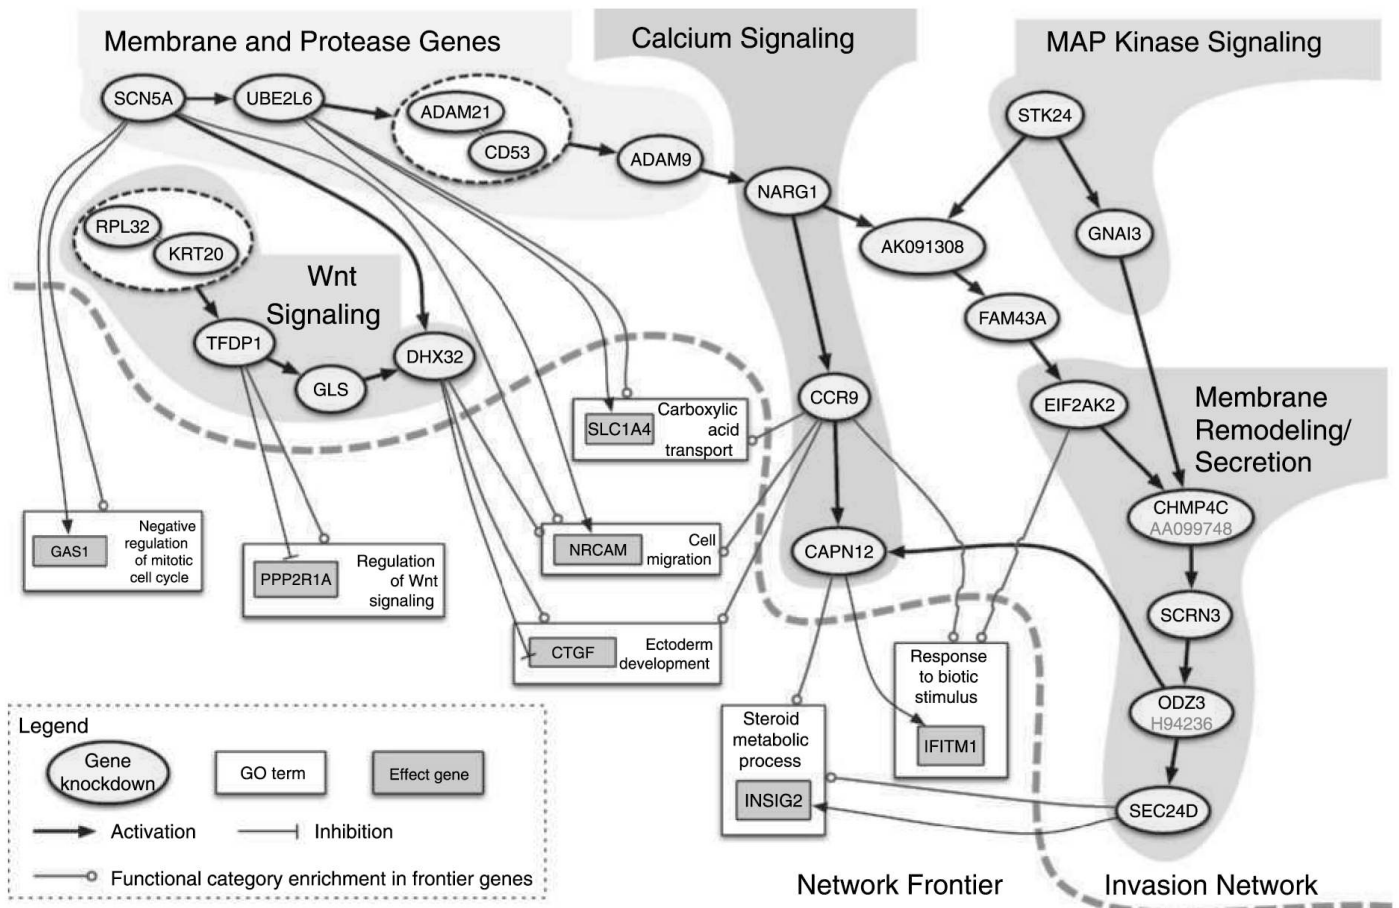 Membrane and Protease Genes
Calcium Signaling
MAP Kinase Signaling
SCN5A
UBE2L6
ADAM21
CD53
ADAM9
NARG1
STK24
GNAI3
AK091308
FAM43A
RPL32
KRT20
Wnt
Signaling
TFDP1
GLS
DHX32
CCR9
EIF2AK2
Membrane
Remodeling/
Secretion
SLC1A4
Carboxylic
acid
transport
CHMP4C
AA099748
GAS1
Negative
regulation
of mitotic
cell cycle
PPP2R1A
Regulation
of Wnt
signaling
NRCAM
Cell
migration
CAPN12
SCRN3
CTGF
Ectoderm
development
Response
to biotic
stimulus
IFITM1
ODZ3
H94236
Steroid
metabolic
process
INSIG2
SEC24D
Legend
Gene
knockdown
GO term
Effect gene
Activation
Inhibition
Functional category enrichment in frontier genes
Network Frontier
Invasion Network